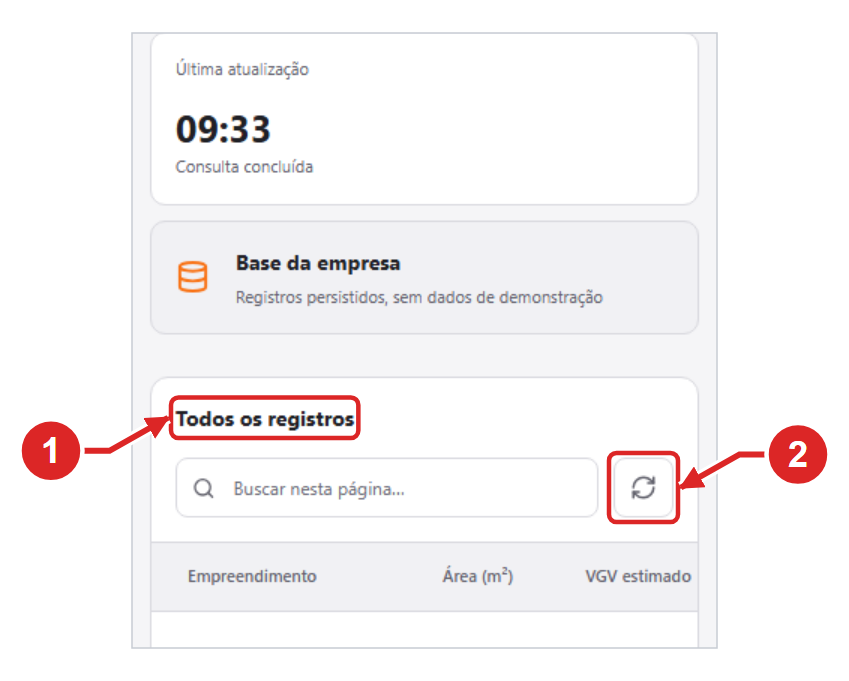 Última atualização
09:33
Consulta concluída
Base da empresa
Registros persistidos, sem dados de demonstração
Todos os registros
1
2
Buscar nesta página...
Empreendimento Área (m²) VGV estimado